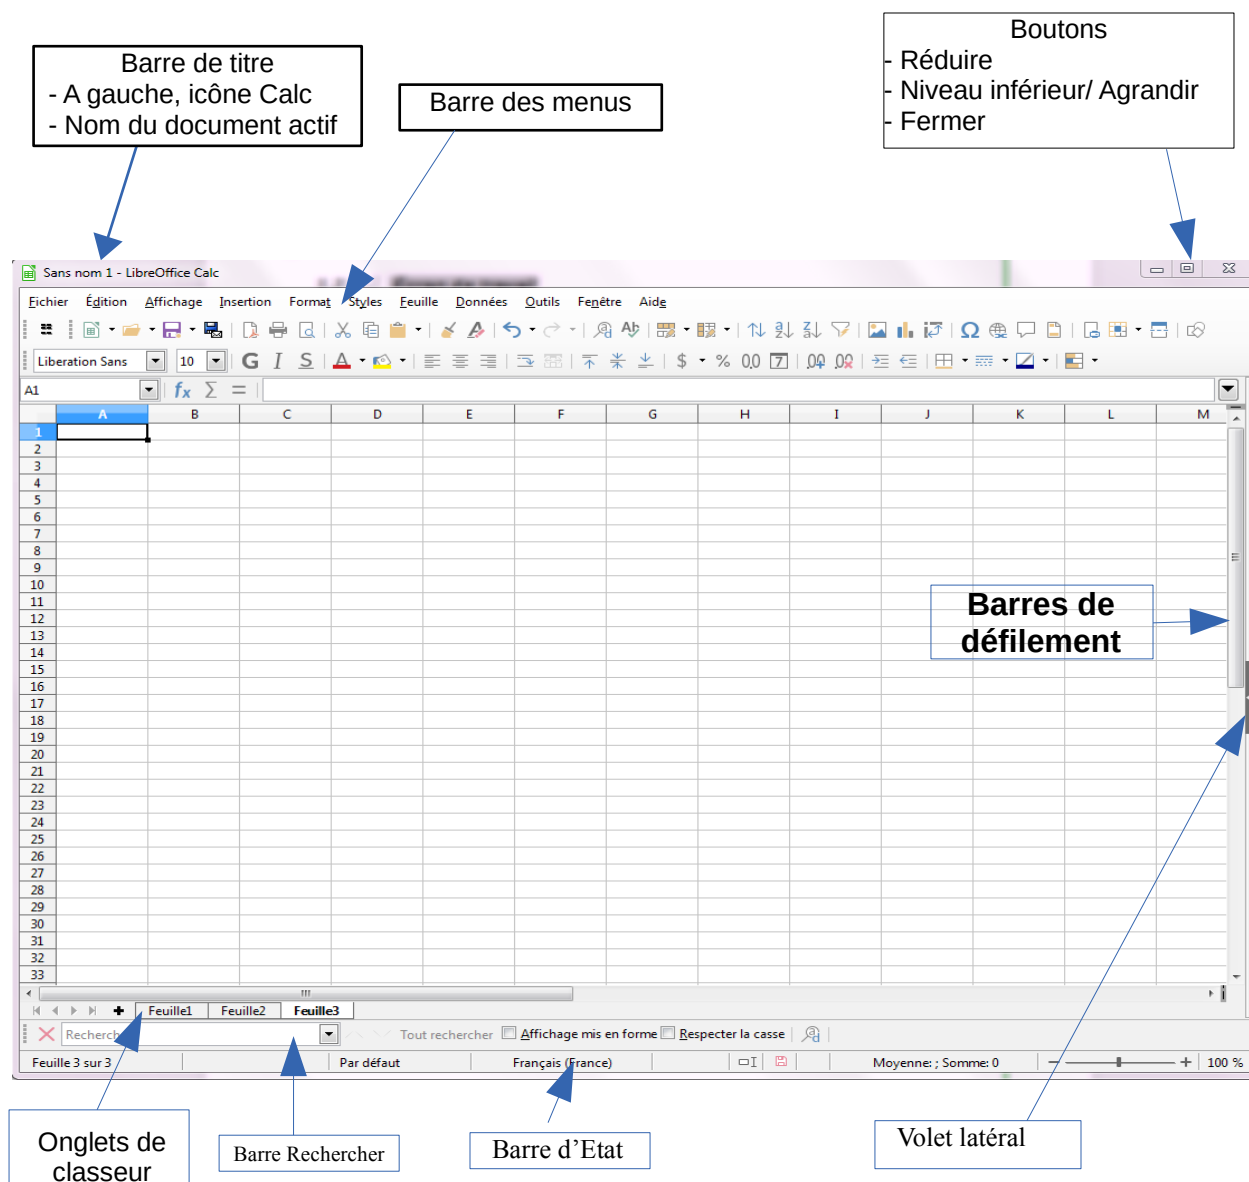 Boutons
- Réduire
- Niveau inférieur/ Agrandir
- Fermer
Barre de titre
- A gauche, icône Calc
- Nom du document actif
Barre des menus
Sans nom 1 - LibreOffice Calc
Fichier Édition Affichage Insertion Format Styles Feuille Données Outils Fenêtre Aide
Liberation Sans 10 G I S A $ % 0,0 7
A1 fx Σ =
A B C D E F G H I J K L M
1
2
3
4
5
6
7
8
9
10
11
12
13
14
15
16
17
18
19
20
21
22
23
24
25
26
27
28
29
30
31
32
33
Barres de
défilement
Feuille1 Feuille2 Feuille3
Tout rechercher Affichage mis en forme Respecter la casse
Feuille 3 sur 3 Par défaut Français (France) Moyenne: ; Somme: 0 100 %
Onglets de
classeur
Barre Rechercher
Barre d’Etat
Volet latéral